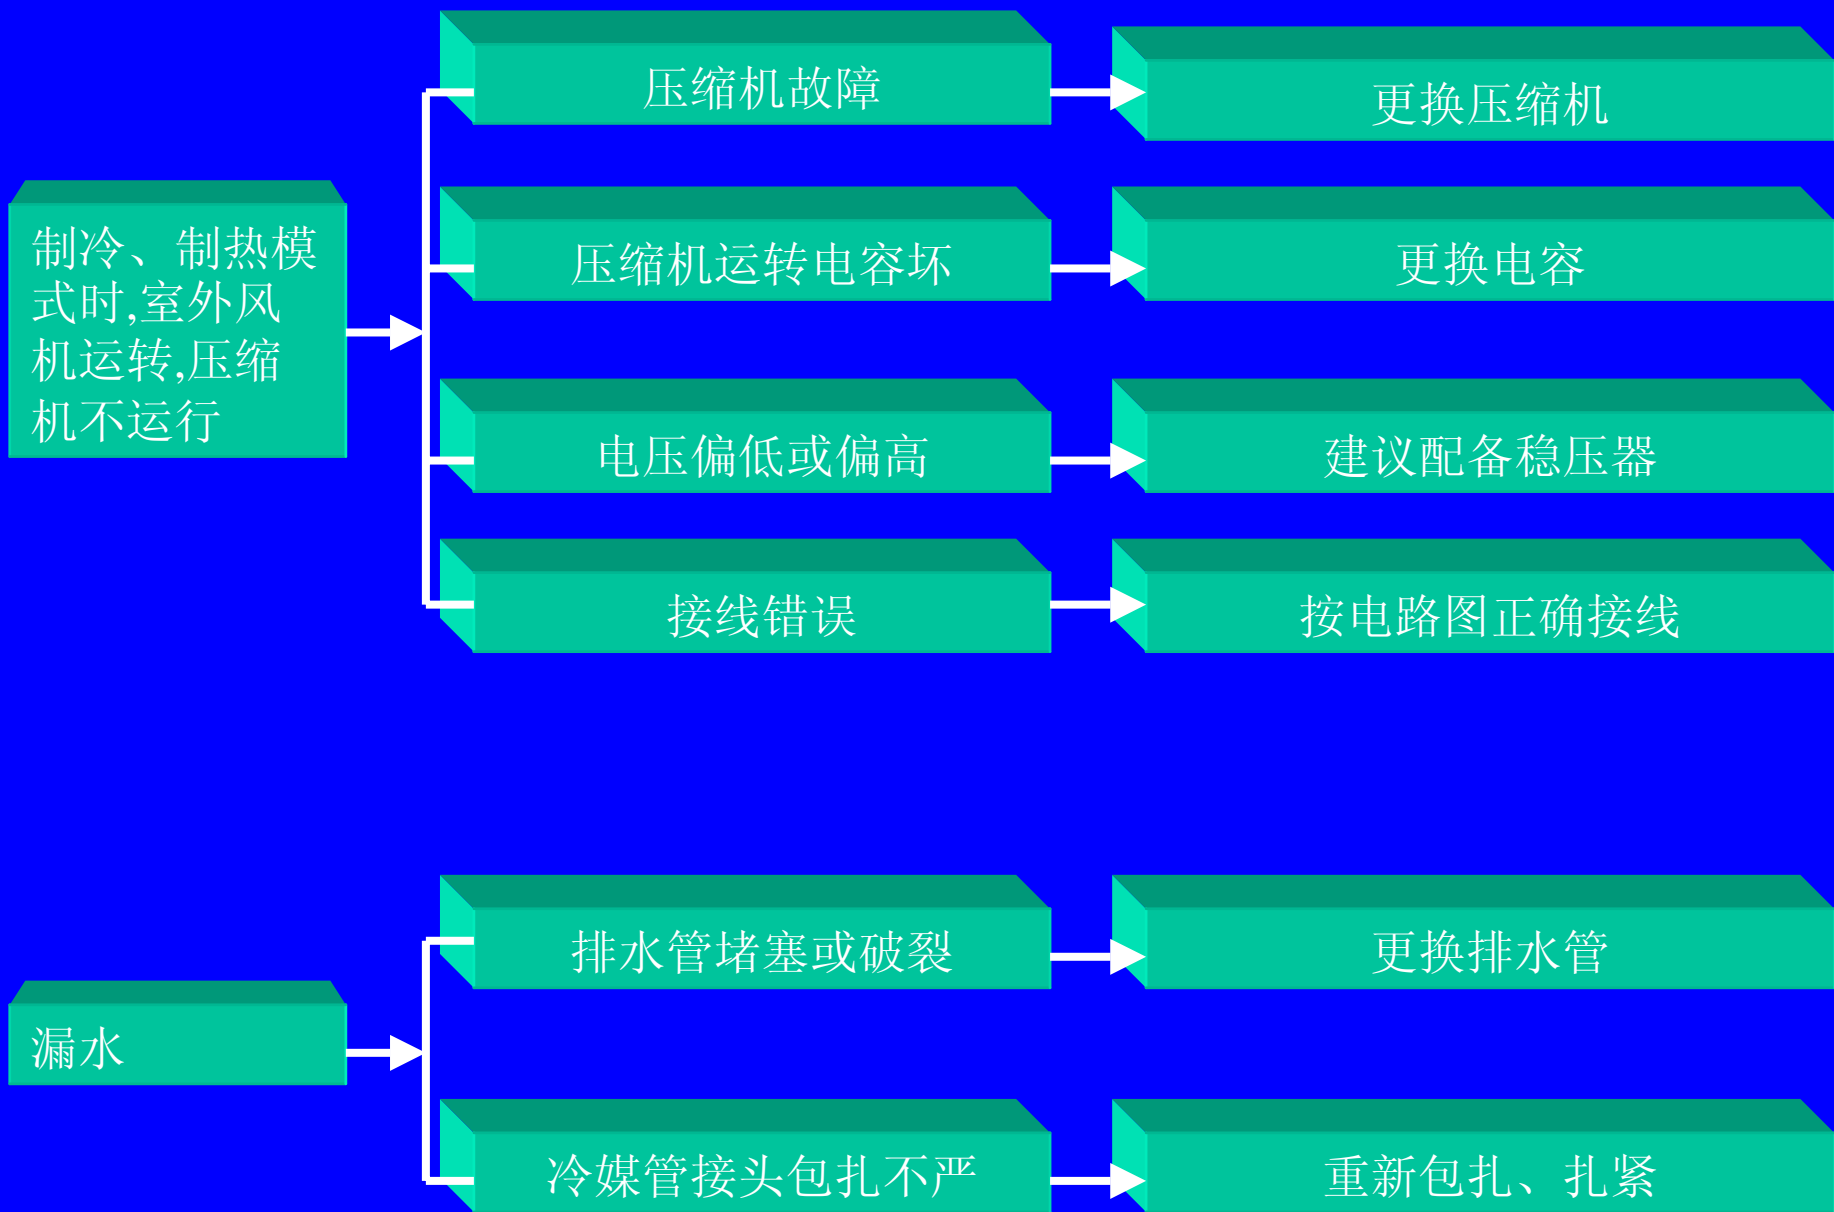 制冷、制热模
式时,室外风
机运转,压缩
机不运行
压缩机故障
更换压缩机
压缩机运转电容坏
更换电容
电压偏低或偏高
建议配备稳压器
接线错误
按电路图正确接线
漏水
排水管堵塞或破裂
更换排水管
冷媒管接头包扎不严
重新包扎、扎紧